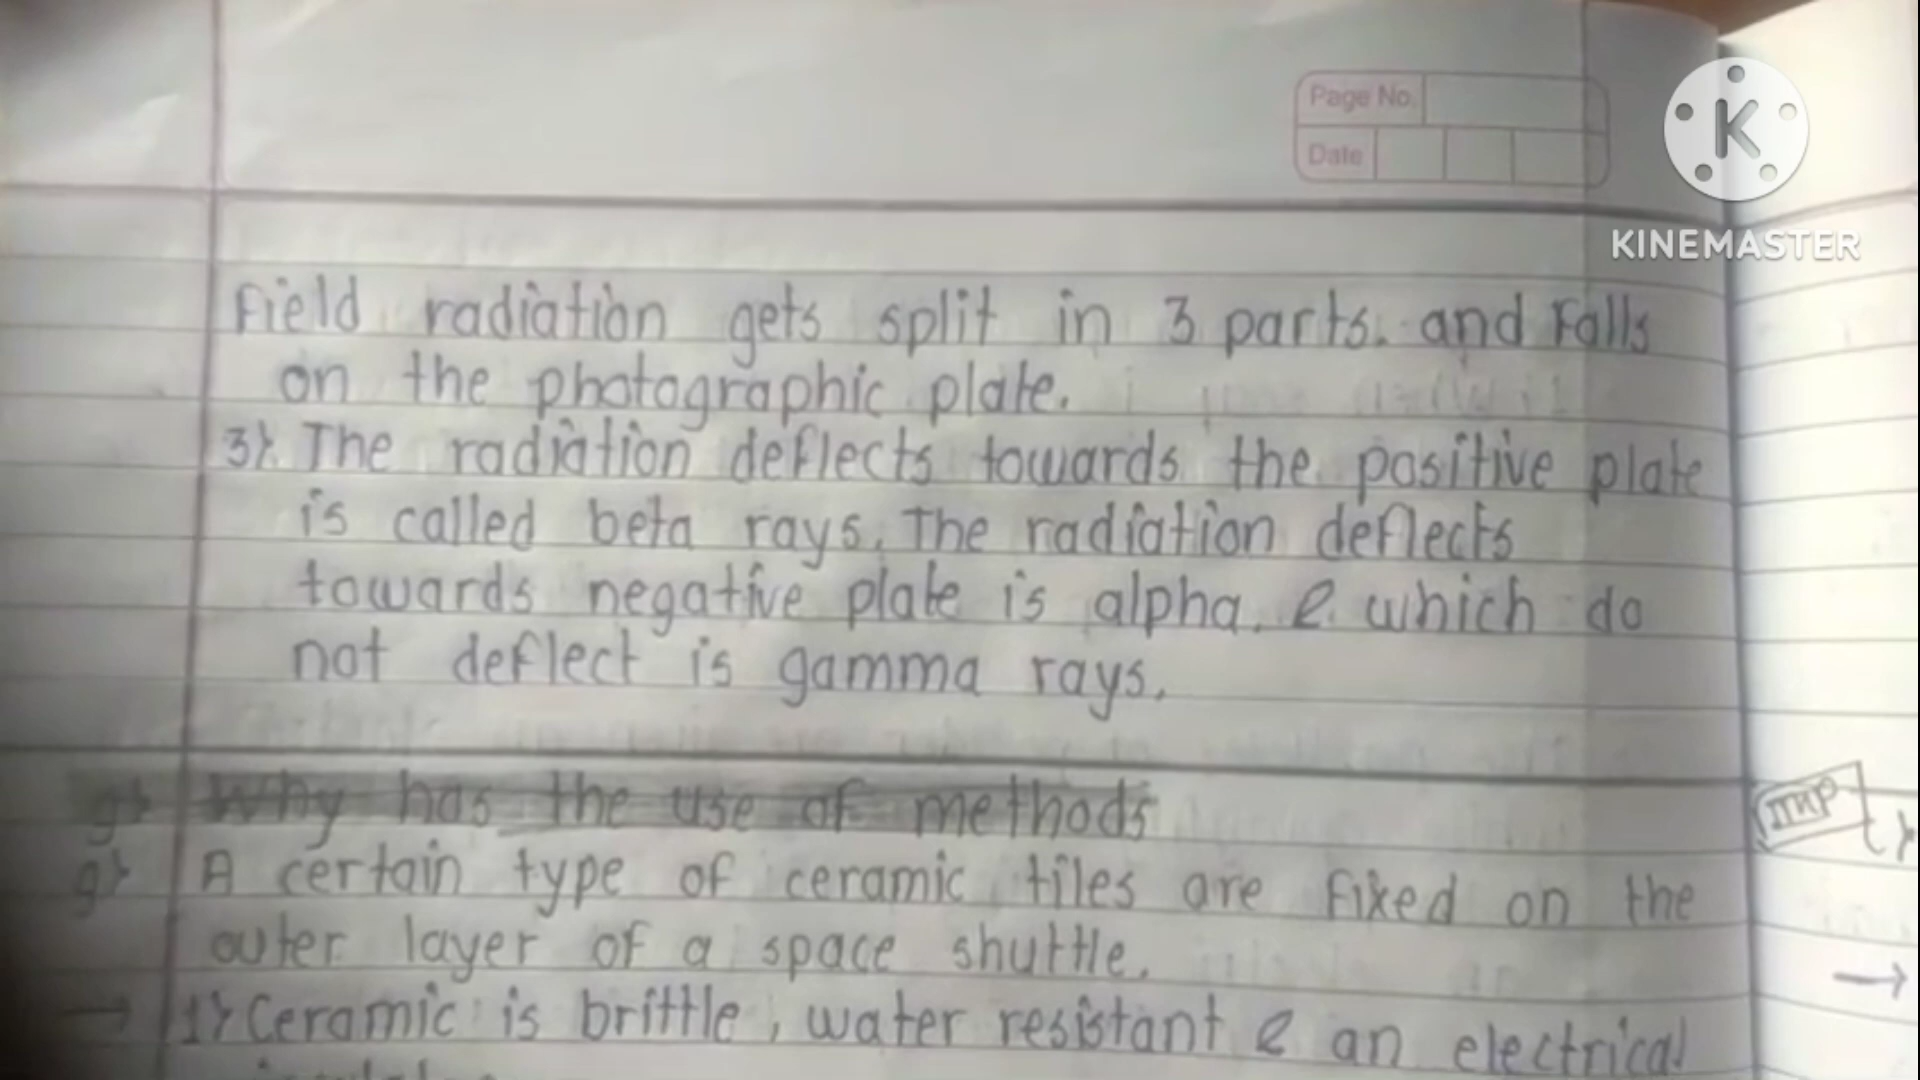 Page No.
Date
KINEMASTER
Field radiation gets split in 3 parts. and Falls
on the photographic plate.
3} The radiation deflects towards the positive plate
is called beta rays. The radiation deflects
towards negative plate is alpha. & which do
not deflect is gamma rays.
g} Why has the use of methods
g} A certain type of ceramic tiles are fixed on the
outer layer of a space shuttle.
→ 1} Ceramic is brittle, water resistant & an electrical
IMP
→